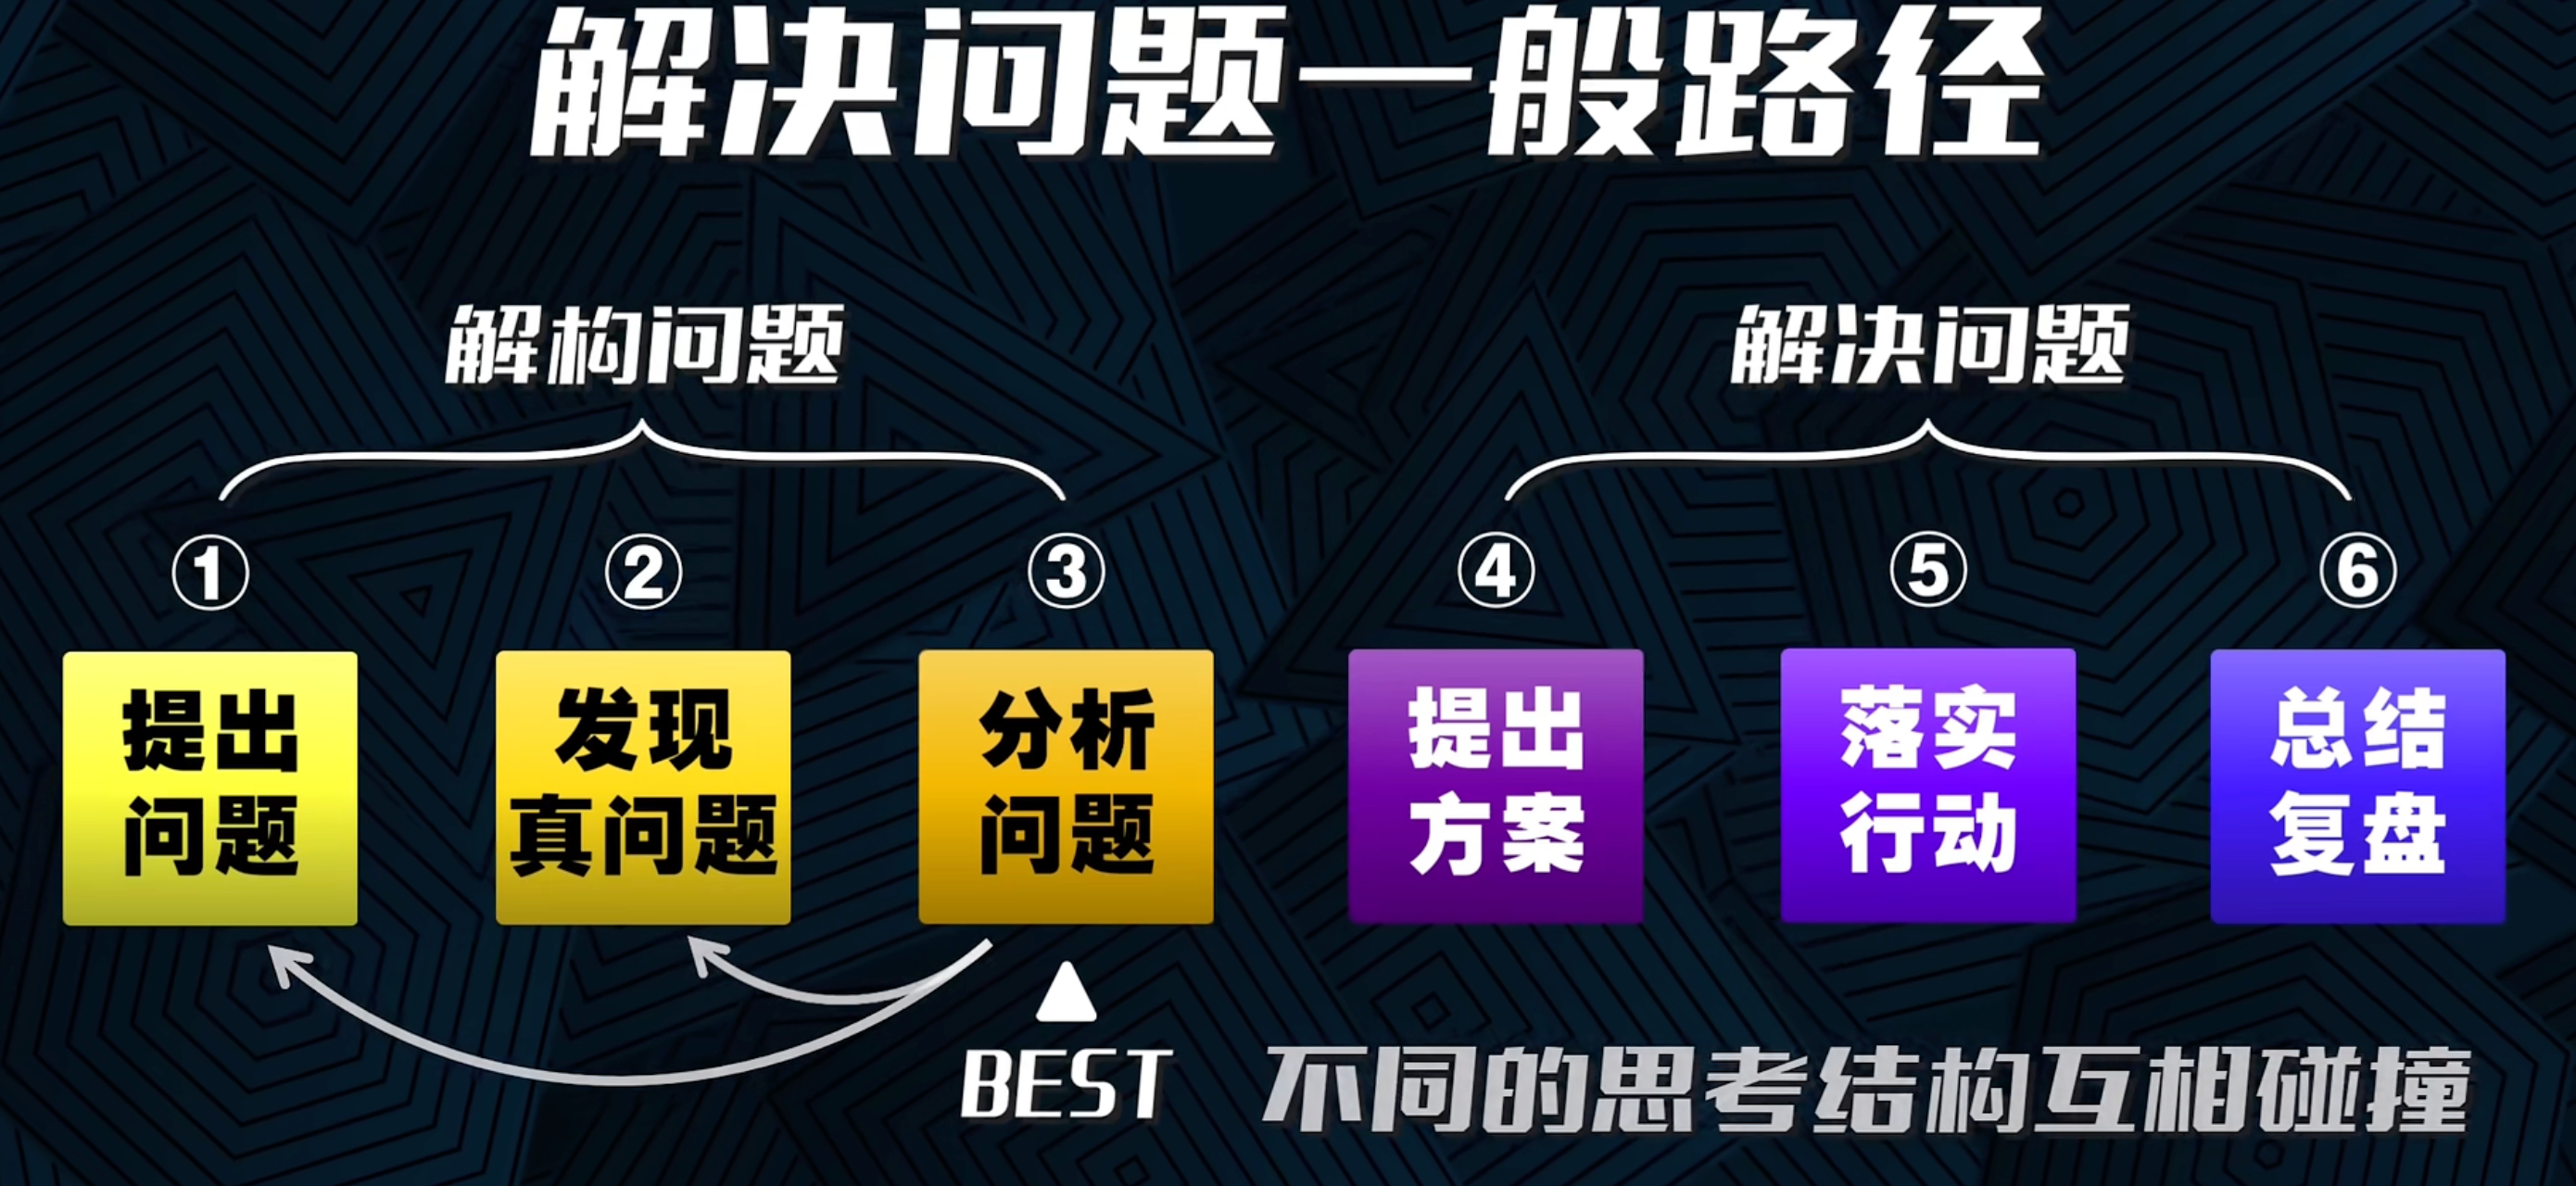 解决问题一般路径
解构问题
解决问题
① ② ③ ④ ⑤ ⑥
提出
问题
发现
真问题
分析
问题
提出
方案
落实
行动
总结
复盘
BEST
不同的思考结构互相碰撞